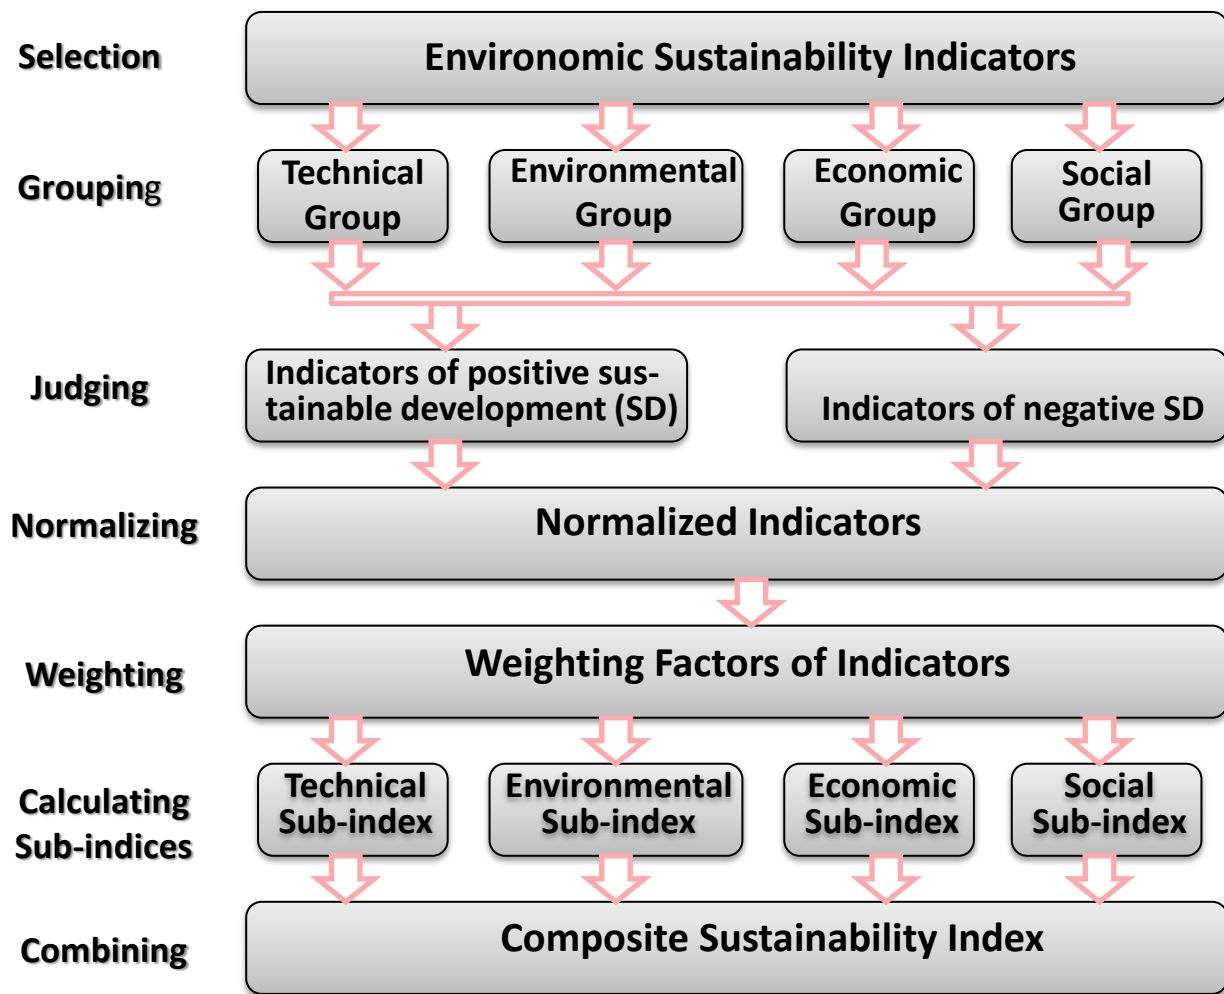 Selection
Environomic Sustainability Indicators
Grouping
Technical
Group
Environmental
Group
Economic
Group
Social
Group
Judging
Indicators of positive sus-
tainable development (SD)
Indicators of negative SD
Normalizing
Normalized Indicators
Weighting
Weighting Factors of Indicators
Calculating
Sub-indices
Technical
Sub-index
Environmental
Sub-index
Economic
Sub-index
Social
Sub-index
Combining
Composite Sustainability Index